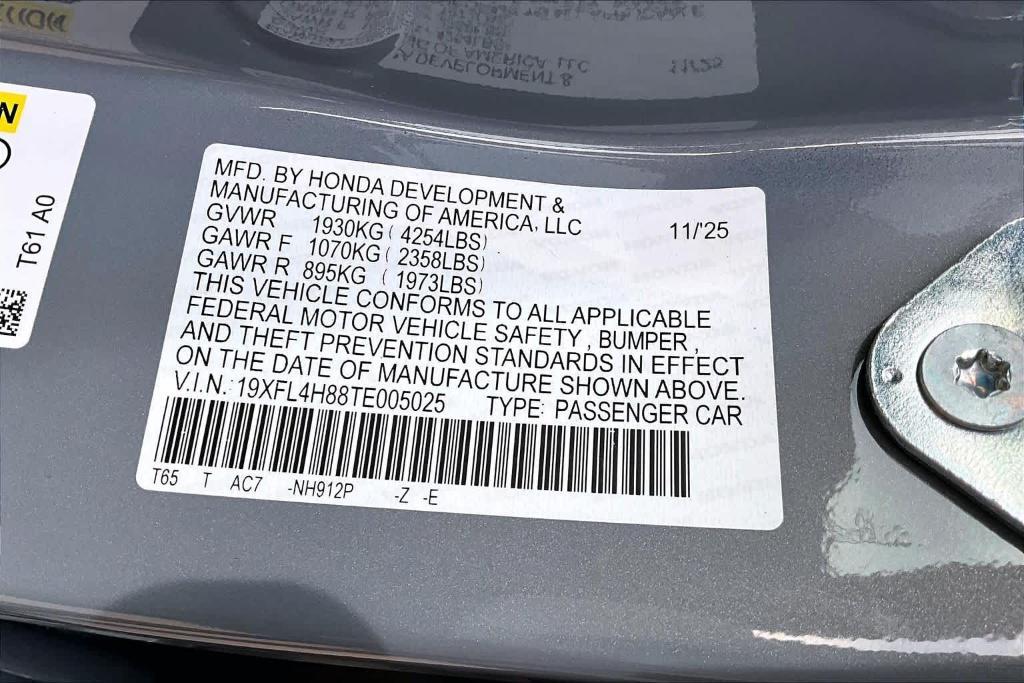 MFD. BY HONDA DEVELOPMENT &
MANUFACTURING OF AMERICA, LLC 11/25
GVWR 1930KG ( 4254LBS)
GAWR F 1070KG ( 2358LBS)
GAWR R 895KG ( 1973LBS)
THIS VEHICLE CONFORMS TO ALL APPLICABLE
FEDERAL MOTOR VEHICLE SAFETY , BUMPER ,
AND THEFT PREVENTION STANDARDS IN EFFECT
ON THE DATE OF MANUFACTURE SHOWN ABOVE.
V.I.N.: 19XFL4H88TE005025 TYPE: PASSENGER CAR
T65 T AC7 -NH912P -Z -E
T61 A0